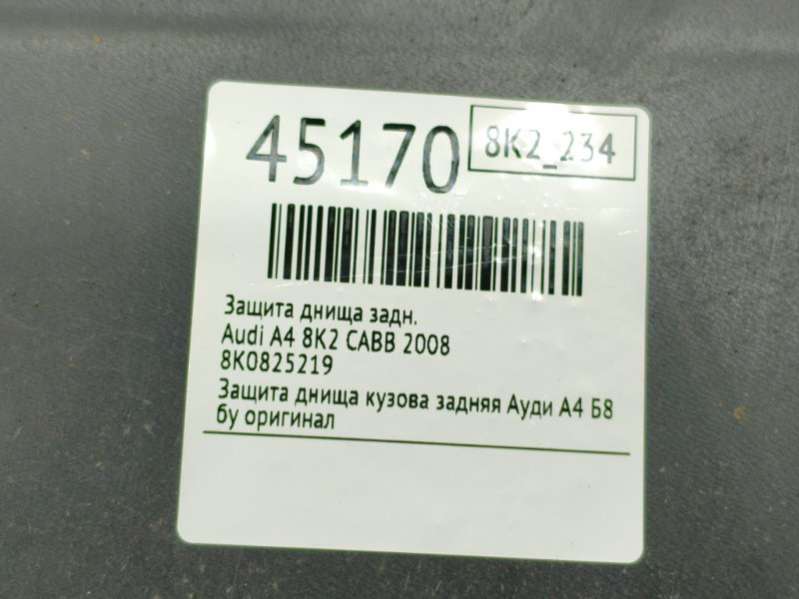 45170
8K2_234
Защита днища задн.
Audi A4 8K2 CABB 2008
8K0825219
Защита днища кузова задняя Ауди А4 Б8
бу оригинал